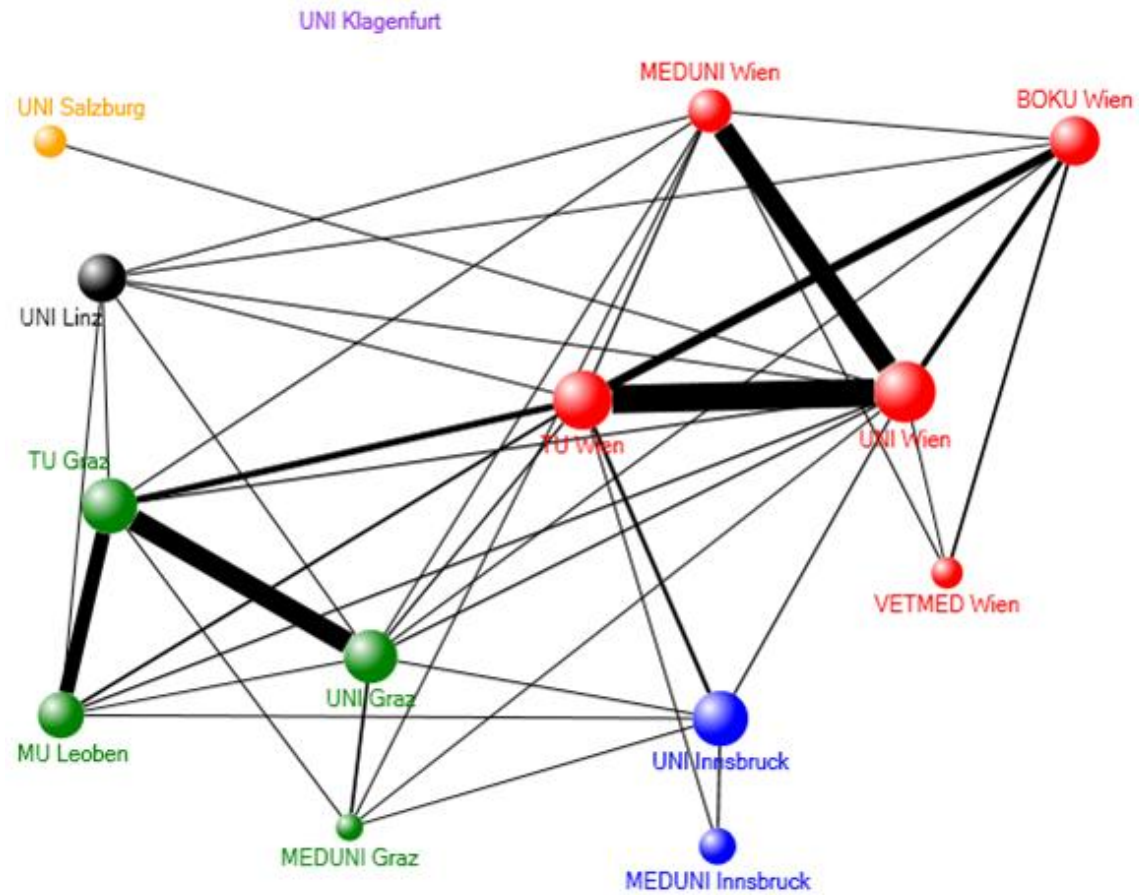 UNI Klagenfurt
MEDUNI Wien
BOKU Wien
UNI Salzburg
UNI Linz
TU Wien
UNI Wien
TU Graz
VETMED Wien
UNI Graz
MU Leoben
UNI Innsbruck
MEDUNI Graz
MEDUNI Innsbruck